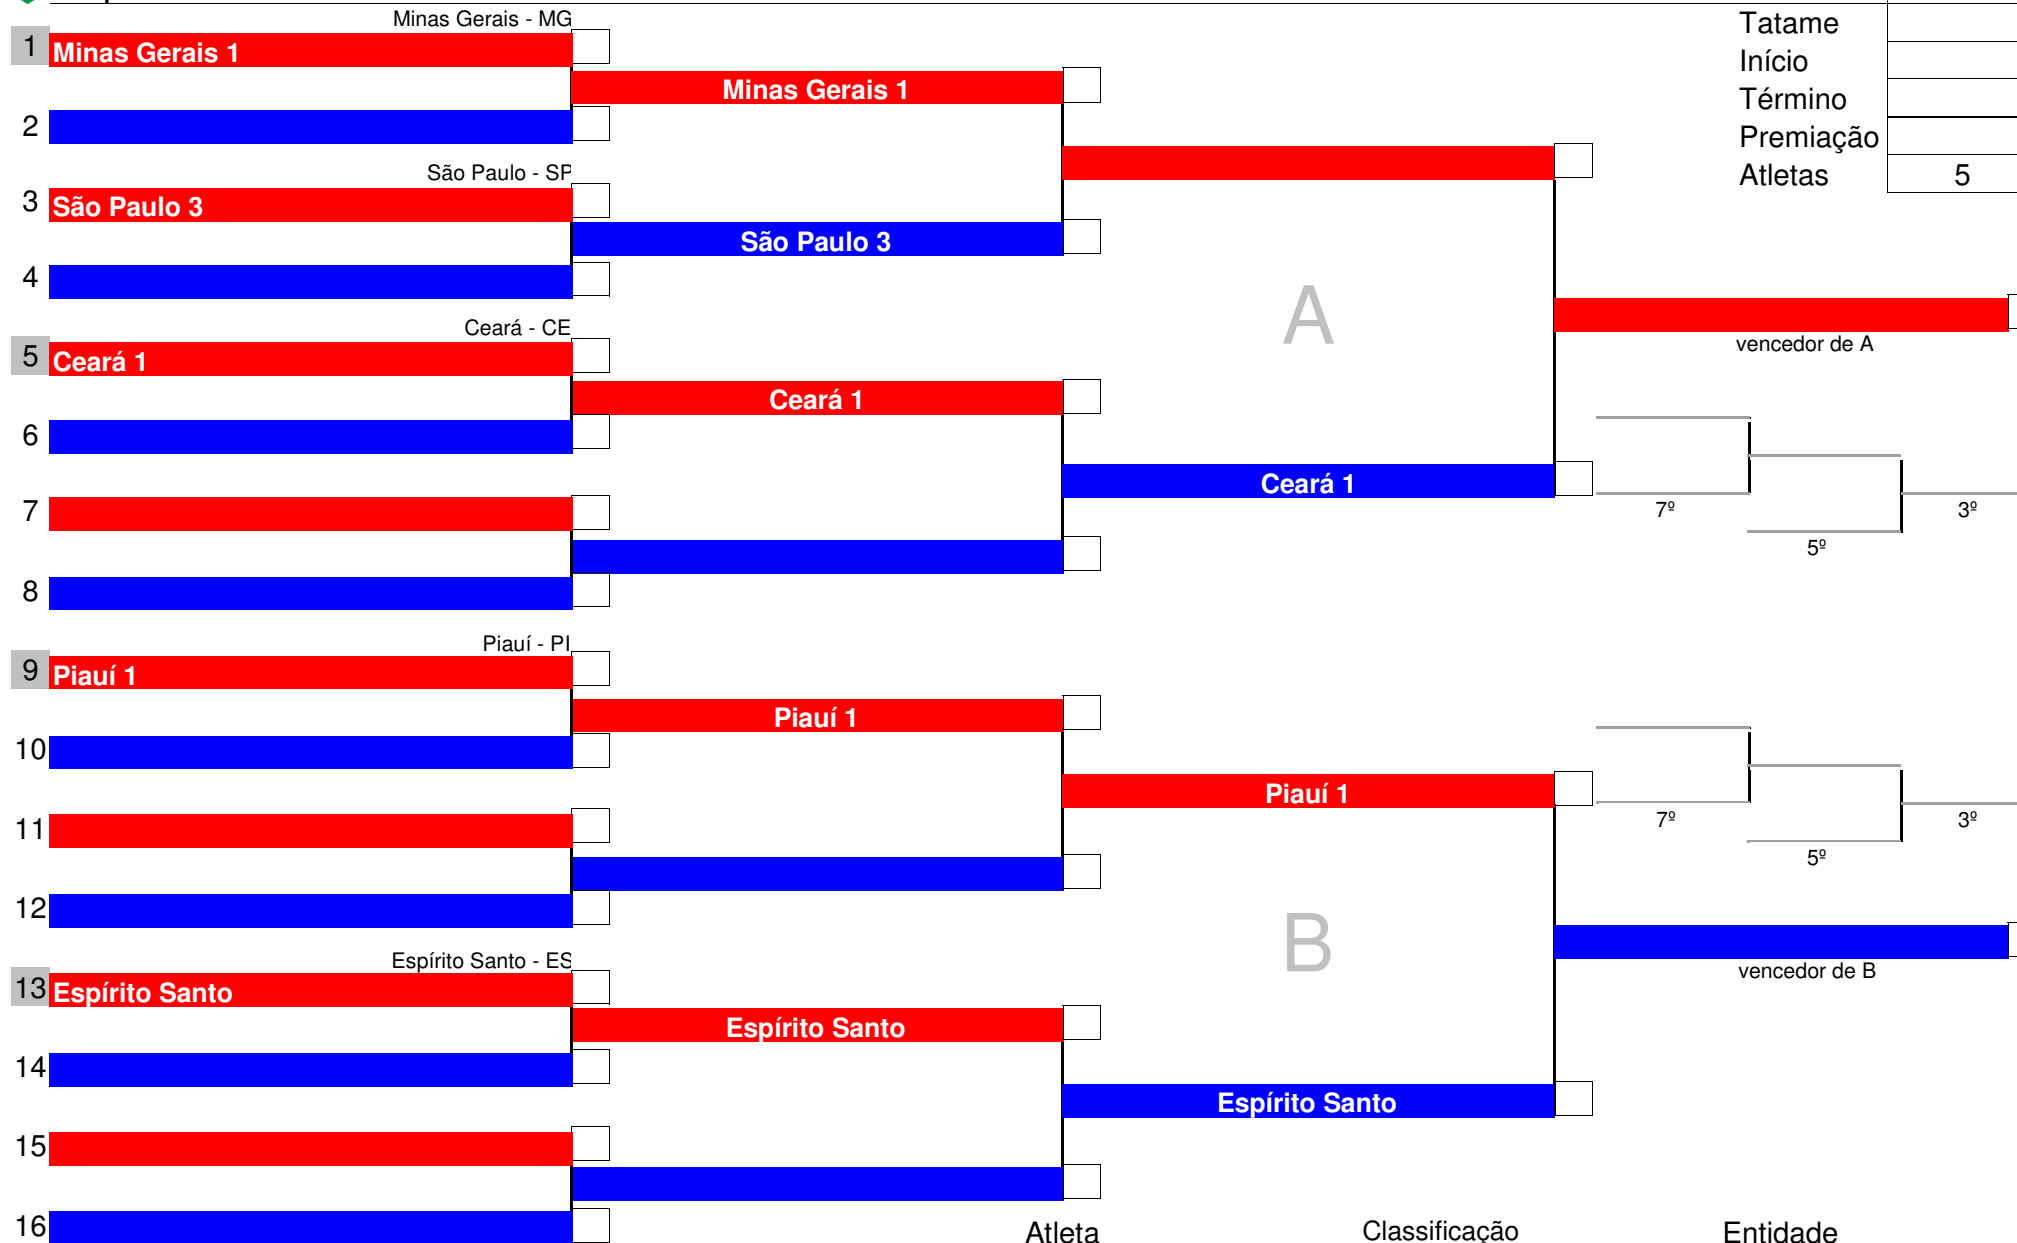 Minas Gerais - MG
1 Minas Gerais 1
Minas Gerais 1
2
São Paulo - SP
3 São Paulo 3
São Paulo 3
4
Ceará - CE
5 Ceará 1
Ceará 1
6
7
Ceará 1
8
Piauí - PI
9 Piauí 1
Piauí 1
10
Piauí 1
11
12
Espírito Santo - ES
13 Espírito Santo
Espírito Santo
14
Espírito Santo
15
16
A
B
Tatame
Início
Término
Premiação
Atletas 5
vencedor de A
7º
3º
5º
7º
3º
5º
vencedor de B
Atleta Classificação Entidade